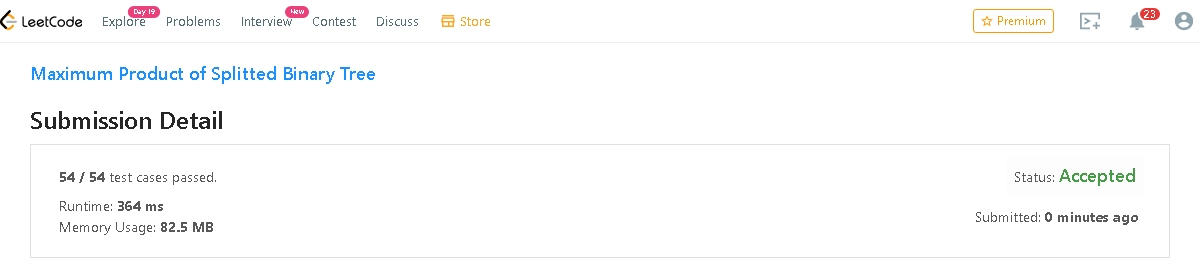 LeetCode Explore Day 19 Problems Interview New Contest Discuss Store Premium 23
Maximum Product of Splitted Binary Tree
Submission Detail
54 / 54 test cases passed.
Status: Accepted
Runtime: 364 ms
Memory Usage: 82.5 MB
Submitted: 0 minutes ago